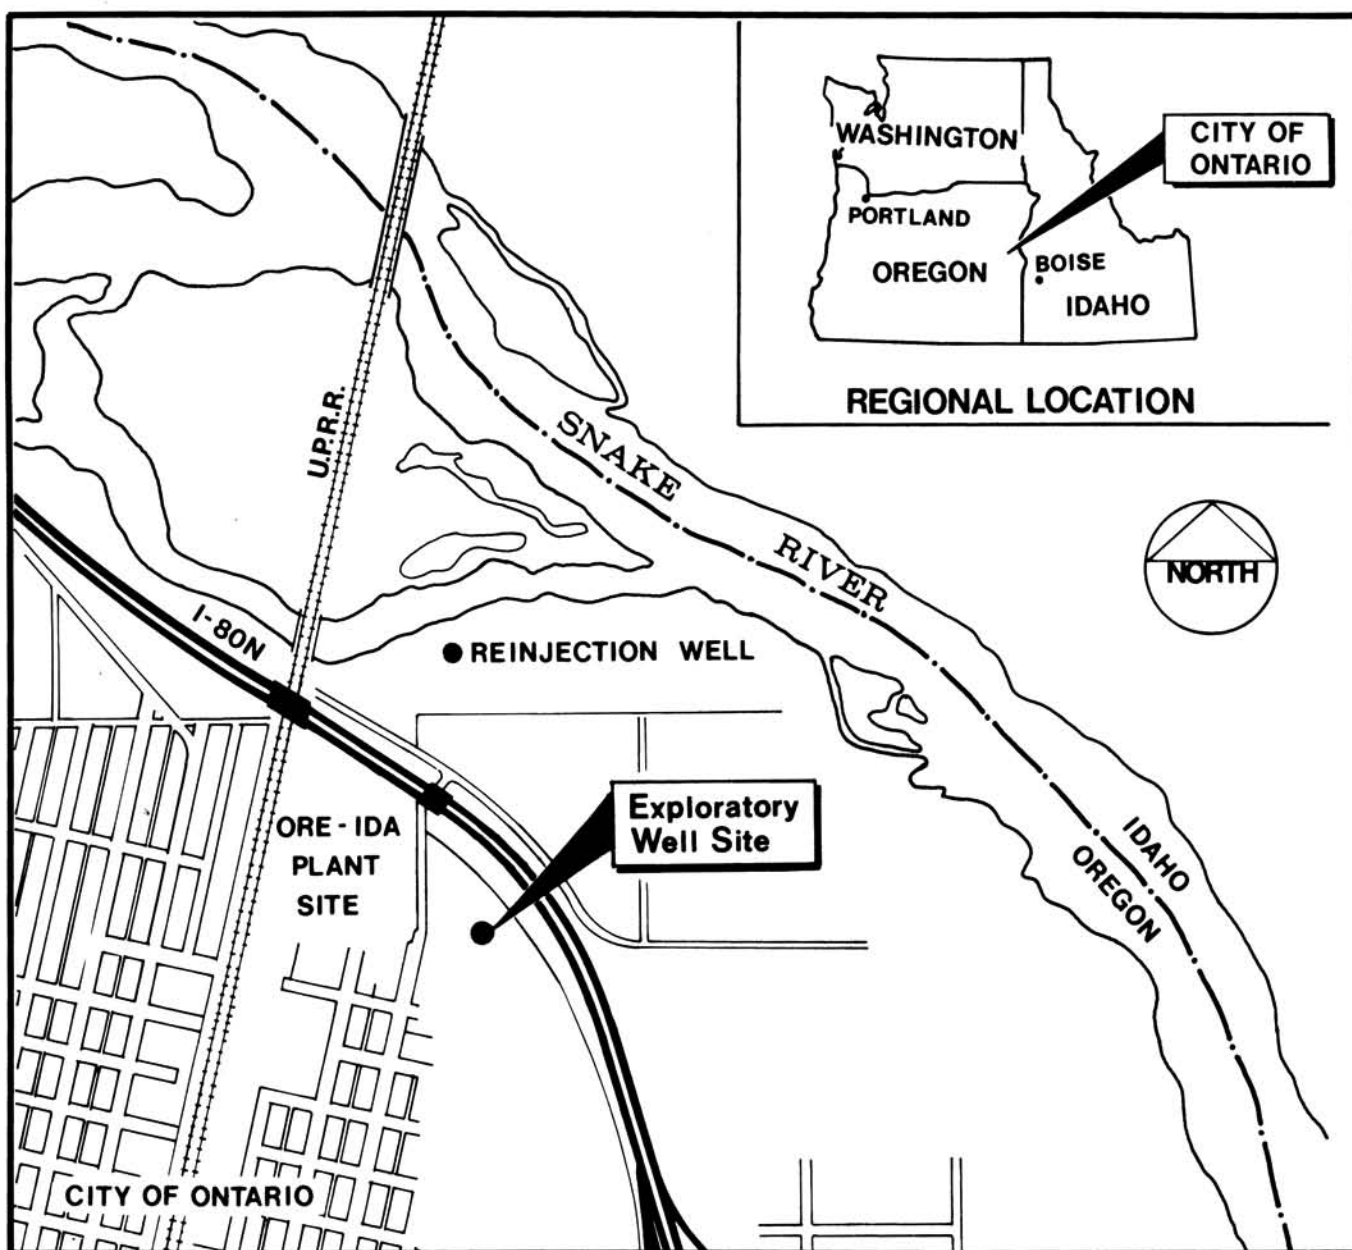 WASHINGTON
PORTLAND
OREGON
BOISE
IDAHO
CITY OF
ONTARIO
REGIONAL LOCATION
U.P.R.R.
SNAKE RIVER
NORTH
I-80N
REINJECTION WELL
Exploratory
Well Site
ORE-IDA
PLANT
SITE
IDAHO
OREGON
CITY OF ONTARIO